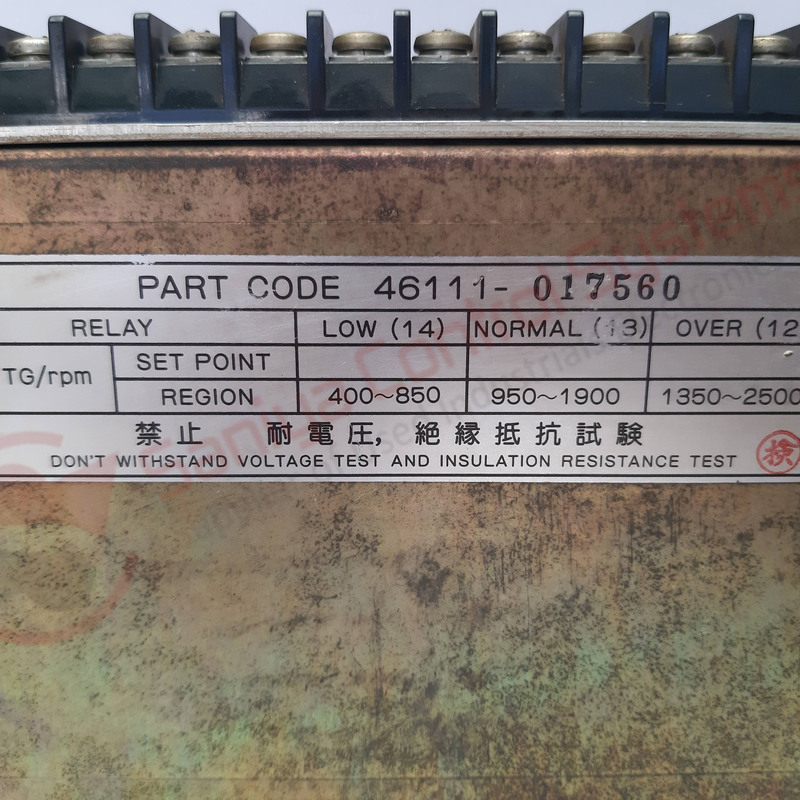 PART CODE 46111-017560
RELAY LOW (14) NORMAL (13) OVER (12
TG/rpm SET POINT
REGION 400~850 950~1900 1350~2500
禁止 耐電圧, 絶縁抵抗試験
DON'T WITHSTAND VOLTAGE TEST AND INSULATION RESISTANCE TEST 検